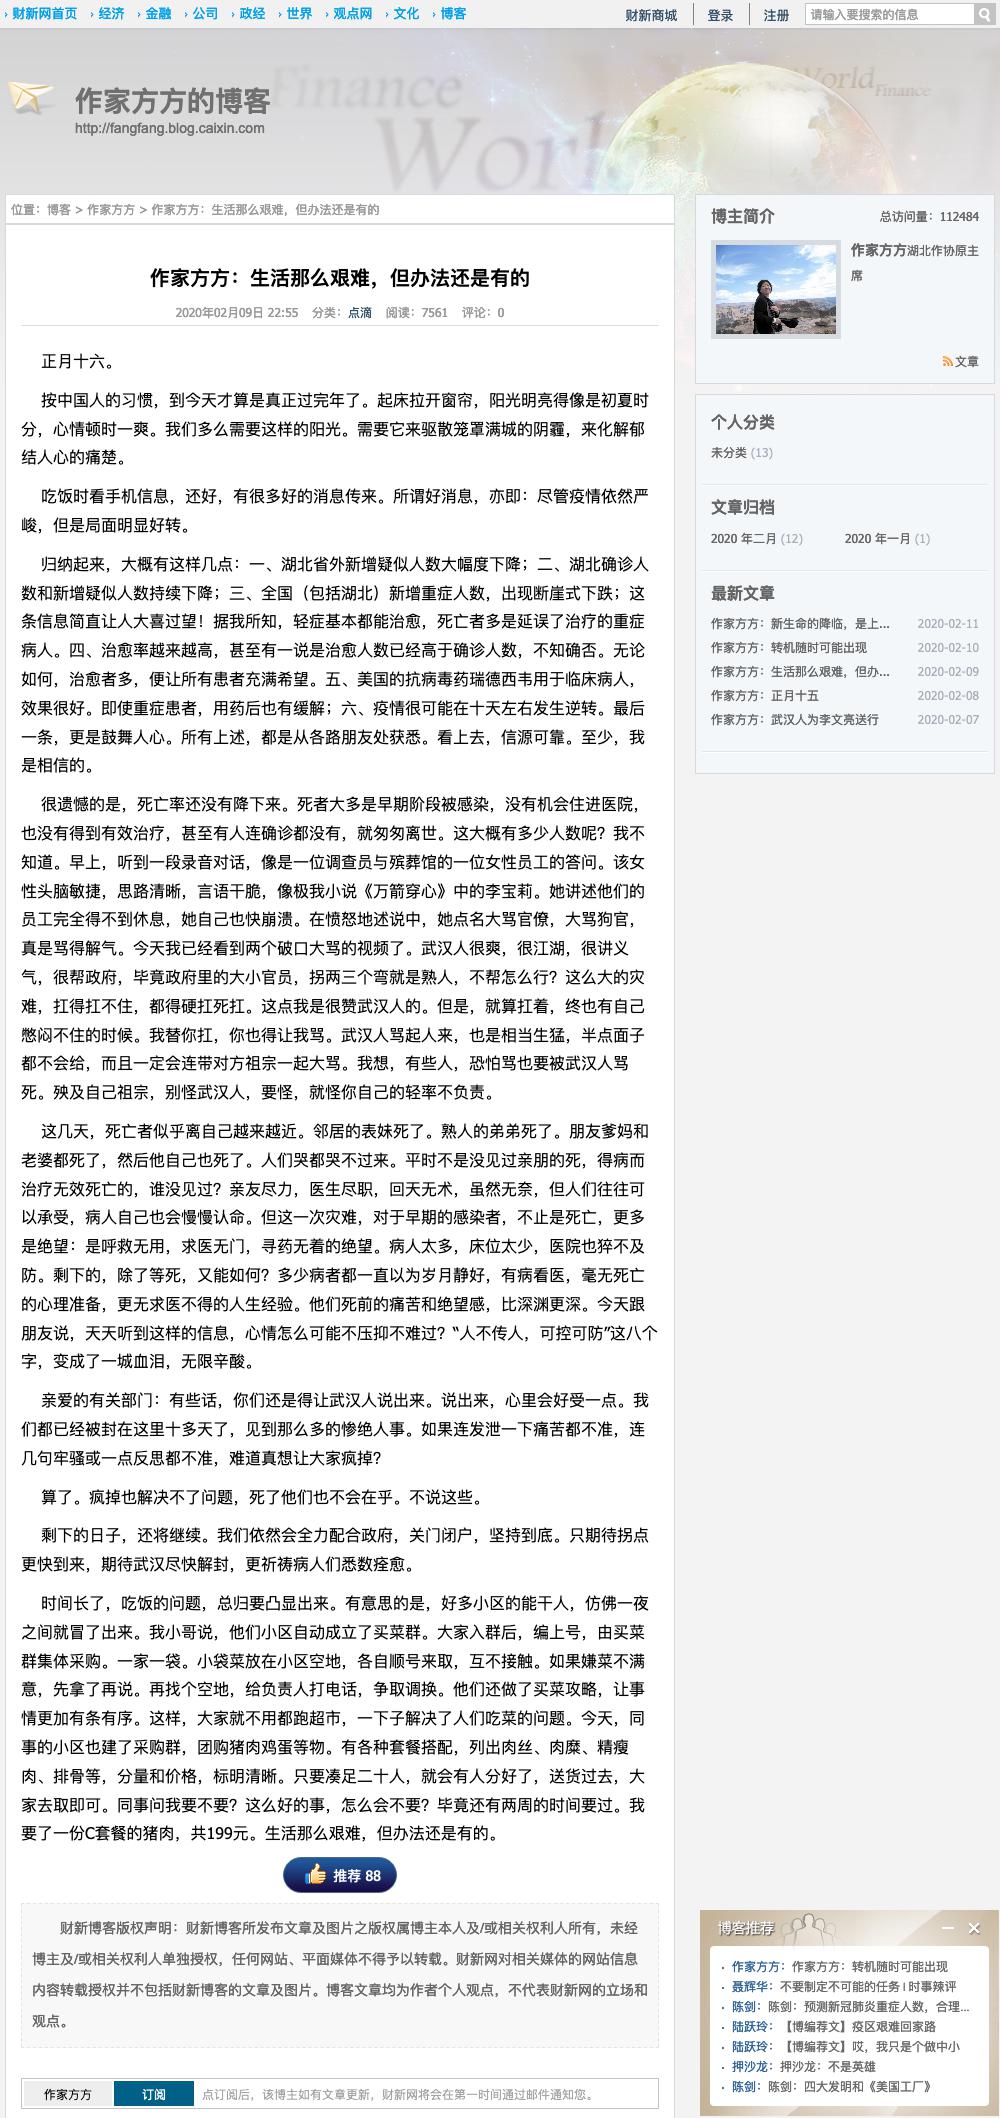 财新网首页 经济 金融 公司 政经 世界 观点网 文化 博客
财新商城 登录 注册 请输入要搜索的信息
Finance
World
World
Finance
作家方方的博客
http://fangfang.blog.caixin.com
位置：博客 > 作家方方 > 作家方方：生活那么艰难，但办法还是有的
作家方方：生活那么艰难，但办法还是有的
2020年02月09日 22:55 分类：点滴 阅读：7561 评论：0
正月十六。
按中国人的习惯，到今天才算是真正过完年了。起床拉开窗帘，阳光明亮得像是初夏时
分，心情顿时一爽。我们多么需要这样的阳光。需要它来驱散笼罩满城的阴霾，来化解郁
结人心的痛楚。
吃饭时看手机信息，还好，有很多好的消息传来。所谓好消息，亦即：尽管疫情依然严
峻，但是局面明显好转。
归纳起来，大概有这样几点：一、湖北省外新增疑似人数大幅度下降；二、湖北确诊人
数和新增疑似人数持续下降；三、全国（包括湖北）新增重症人数，出现断崖式下跌；这
条信息简直让人大喜过望！据我所知，轻症基本都能治愈，死亡者多是延误了治疗的重症
病人。四、治愈率越来越高，甚至有一说是治愈人数已经高于确诊人数，不知确否。无论
如何，治愈者多，便让所有患者充满希望。五、美国的抗病毒药瑞德西韦用于临床病人，
效果很好。即使重症患者，用药后也有缓解；六、疫情很可能在十天左右发生逆转。最后
一条，更是鼓舞人心。所有上述，都是从各路朋友处获悉。看上去，信源可靠。至少，我
是相信的。
很遗憾的是，死亡率还没有降下来。死者大多是早期阶段被感染，没有机会住进医院，
也没有得到有效治疗，甚至有人连确诊都没有，就匆匆离世。这大概有多少人数呢？我不
知道。早上，听到一段录音对话，像是一位调查员与殡葬馆的一位女性员工的答问。该女
性头脑敏捷，思路清晰，言语干脆，像极我小说《万箭穿心》中的李宝莉。她讲述他们的
员工完全得不到休息，她自己也快崩溃。在愤怒地述说中，她点名大骂官僚，大骂狗官，
真是骂得解气。今天我已经看到两个破口大骂的视频了。武汉人很爽，很江湖，很讲义
气，很帮政府，毕竟政府里的大小官员，拐两三个弯就是熟人，不帮怎么行？这么大的灾
难，扛得扛不住，都得硬扛死扛。这点我是很赞武汉人的。但是，就算扛着，终也有自己
憋闷不住的时候。我替你扛，你也得让我骂。武汉人骂起人来，也是相当生猛，半点面子
都不会给，而且一定会连带对方祖宗一起大骂。我想，有些人，恐怕骂也要被武汉人骂
死。殃及自己祖宗，别怪武汉人，要怪，就怪你自己的轻率不负责。
这几天，死亡者似乎离自己越来越近。邻居的表妹死了。熟人的弟弟死了。朋友爹妈和
老婆都死了，然后他自己也死了。人们哭都哭不过来。平时不是没见过亲朋的死，得病而
治疗无效死亡的，谁没见过？亲友尽力，医生尽职，回天无术，虽然无奈，但人们往往可
以承受，病人自己也会慢慢认命。但这一次灾难，对于早期的感染者，不止是死亡，更多
是绝望：是呼救无用，求医无门，寻药无着的绝望。病人太多，床位太少，医院也猝不及
防。剩下的，除了等死，又能如何？多少病者都一直以为岁月静好，有病看医，毫无死亡
的心理准备，更无求医不得的人生经验。他们死前的痛苦和绝望感，比深渊更深。今天跟
朋友说，天天听到这样的信息，心情怎么可能不压抑不难过？“人不传人，可控可防”这八个
字，变成了一城血泪，无限辛酸。
亲爱的有关部门：有些话，你们还是得让武汉人说出来。说出来，心里会好受一点。我
们都已经被封在这里十多天了，见到那么多的惨绝人事。如果连发泄一下痛苦都不准，连
几句牢骚或一点反思都不准，难道真想让大家疯掉？
算了。疯掉也解决不了问题，死了他们也不会在乎。不说这些。
剩下的日子，还将继续。我们依然会全力配合政府，关门闭户，坚持到底。只期待拐点
更快到来，期待武汉尽快解封，更祈祷病人们悉数痊愈。
时间长了，吃饭的问题，总归要凸显出来。有意思的是，好多小区的能干人，仿佛一夜
之间就冒了出来。我小哥说，他们小区自动成立了买菜群。大家入群后，编上号，由买菜
群集体采购。一家一袋。小袋菜放在小区空地，各自顺号来取，互不接触。如果嫌菜不满
意，先拿了再说。再找个空地，给负责人打电话，争取调换。他们还做了买菜攻略，让事
情更加有条有序。这样，大家就不用都跑超市，一下子解决了人们吃菜的问题。今天，同
事的小区也建了采购群，团购猪肉鸡蛋等物。有各种套餐搭配，列出肉丝、肉糜、精瘦
肉、排骨等，分量和价格，标明清晰。只要凑足二十人，就会有人分好了，送货过去，大
家去取即可。同事问我要不要？这么好的事，怎么会不要？毕竟还有两周的时间要过。我
要了一份C套餐的猪肉，共199元。生活那么艰难，但办法还是有的。
推荐 88
财新博客版权声明：财新博客所发布文章及图片之版权属博主本人及/或相关权利人所有，未经
博主及/或相关权利人单独授权，任何网站、平面媒体不得予以转载。财新网对相关媒体的网站信息
内容转载授权并不包括财新博客的文章及图片。博客文章均为作者个人观点，不代表财新网的立场和
观点。
作家方方 订阅 点订阅后，该博主如有文章更新，财新网将会在第一时间通过邮件通知您。
博主简介 总访问量：112484
作家方方湖北作协原主
席
文章
个人分类
未分类 (13)
文章归档
2020 年二月 (12) 2020 年一月 (1)
最新文章
作家方方：新生命的降临，是上... 2020-02-11
作家方方：转机随时可能出现 2020-02-10
作家方方：生活那么艰难，但办... 2020-02-09
作家方方：正月十五 2020-02-08
作家方方：武汉人为李文亮送行 2020-02-07
博客推荐
作家方方：作家方方：转机随时可能出现
聂辉华：不要制定不可能的任务 | 时事辣评
陈剑：陈剑：预测新冠肺炎重症人数，合理...
陆跃玲：【博编荐文】疫区艰难回家路
陆跃玲：【博编荐文】哎，我只是个做中小
押沙龙：押沙龙：不是英雄
陈剑：陈剑：四大发明和《美国工厂》